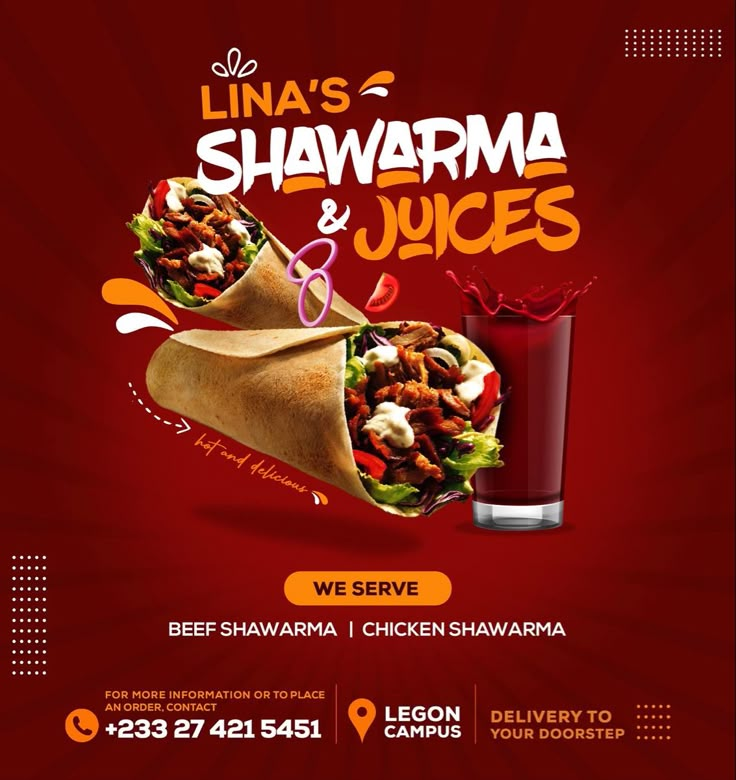 LINA'S
SHAWARMA
& JUICES
hot and delicious
WE SERVE
BEEF SHAWARMA | CHICKEN SHAWARMA
FOR MORE INFORMATION OR TO PLACE
AN ORDER, CONTACT
+233 27 421 5451
LEGON
CAMPUS
DELIVERY TO
YOUR DOORSTEP